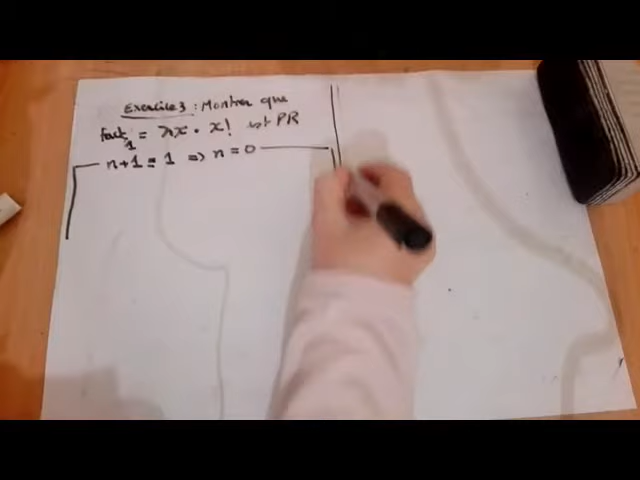 Exercice 3 : Montrer que
fact₁ = λx · x! est PR
n+1 = 1 ⇒ n = 0